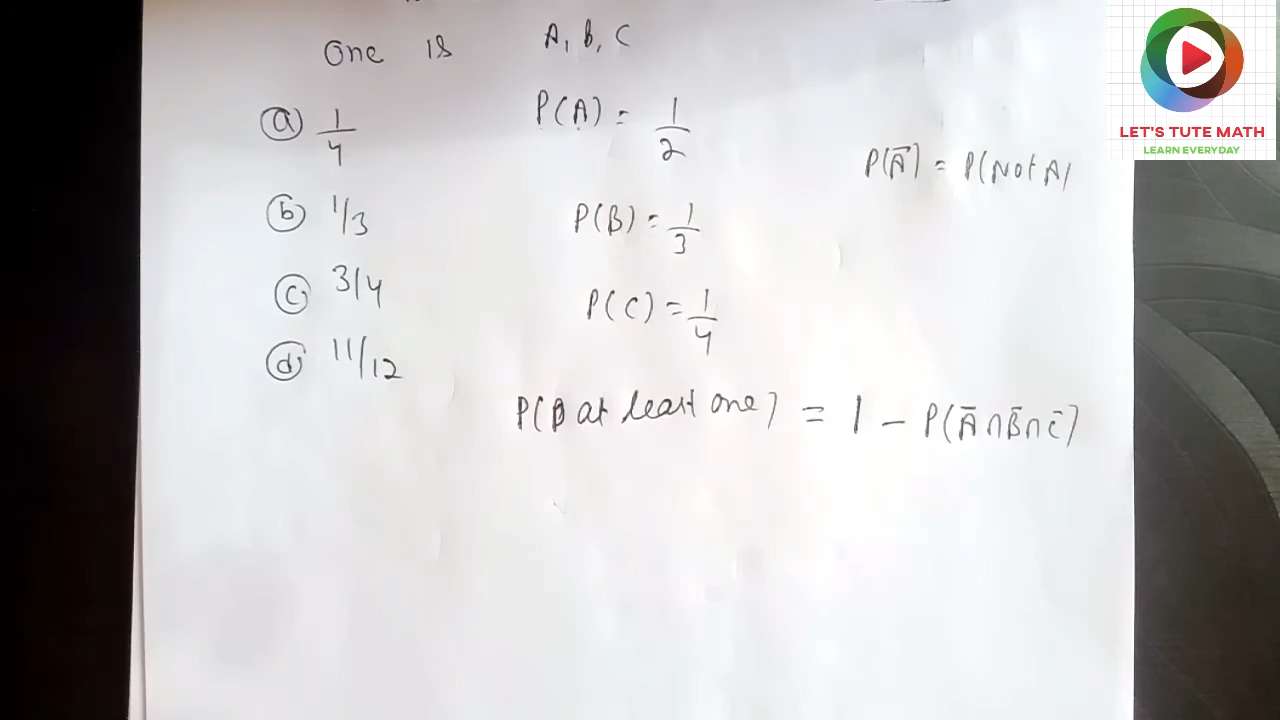 One is A, B, C
ⓐ 1/4 P(A) = 1/2
P(Ā) = P(Not A)
ⓑ 1/3 P(B) = 1/3
ⓒ 3/4 P(C) = 1/4
ⓓ 11/12
P(B at least one) = 1 - P(Ā∩B̄∩C̄)
LET'S TUTE MATH
LEARN EVERYDAY